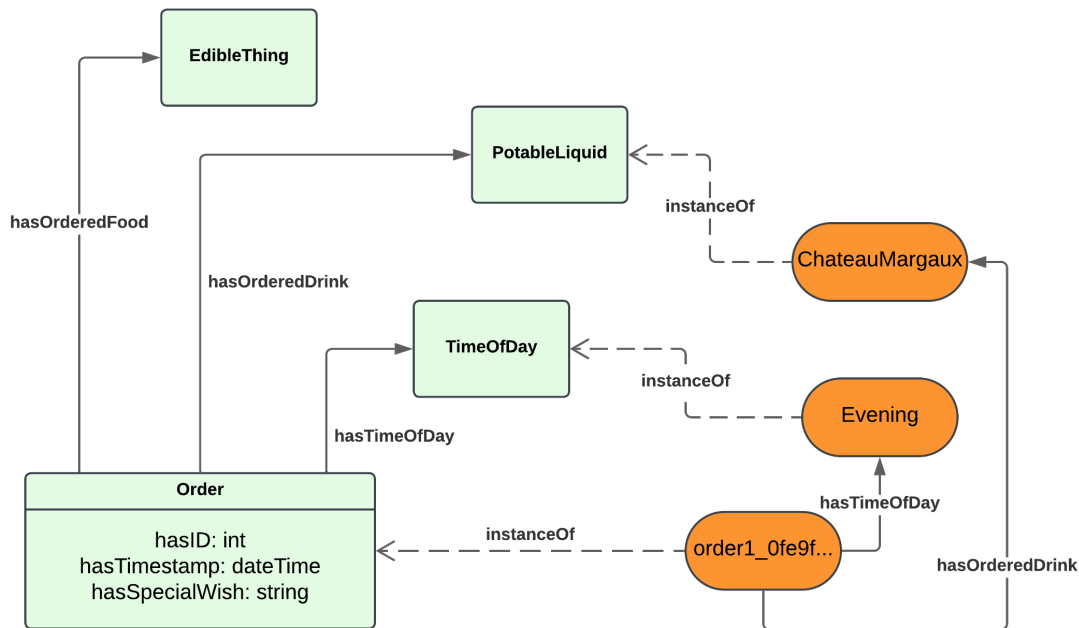 EdibleThing
PotableLiquid
instanceOf
hasOrderedFood
ChateauMargaux
hasOrderedDrink
TimeOfDay
instanceOf
Evening
hasTimeOfDay
Order
hasTimeOfDay
instanceOf
hasID: int
order1_0fe9f...
hasTimestamp: dateTime
hasOrderedDrink
hasSpecialWish: string